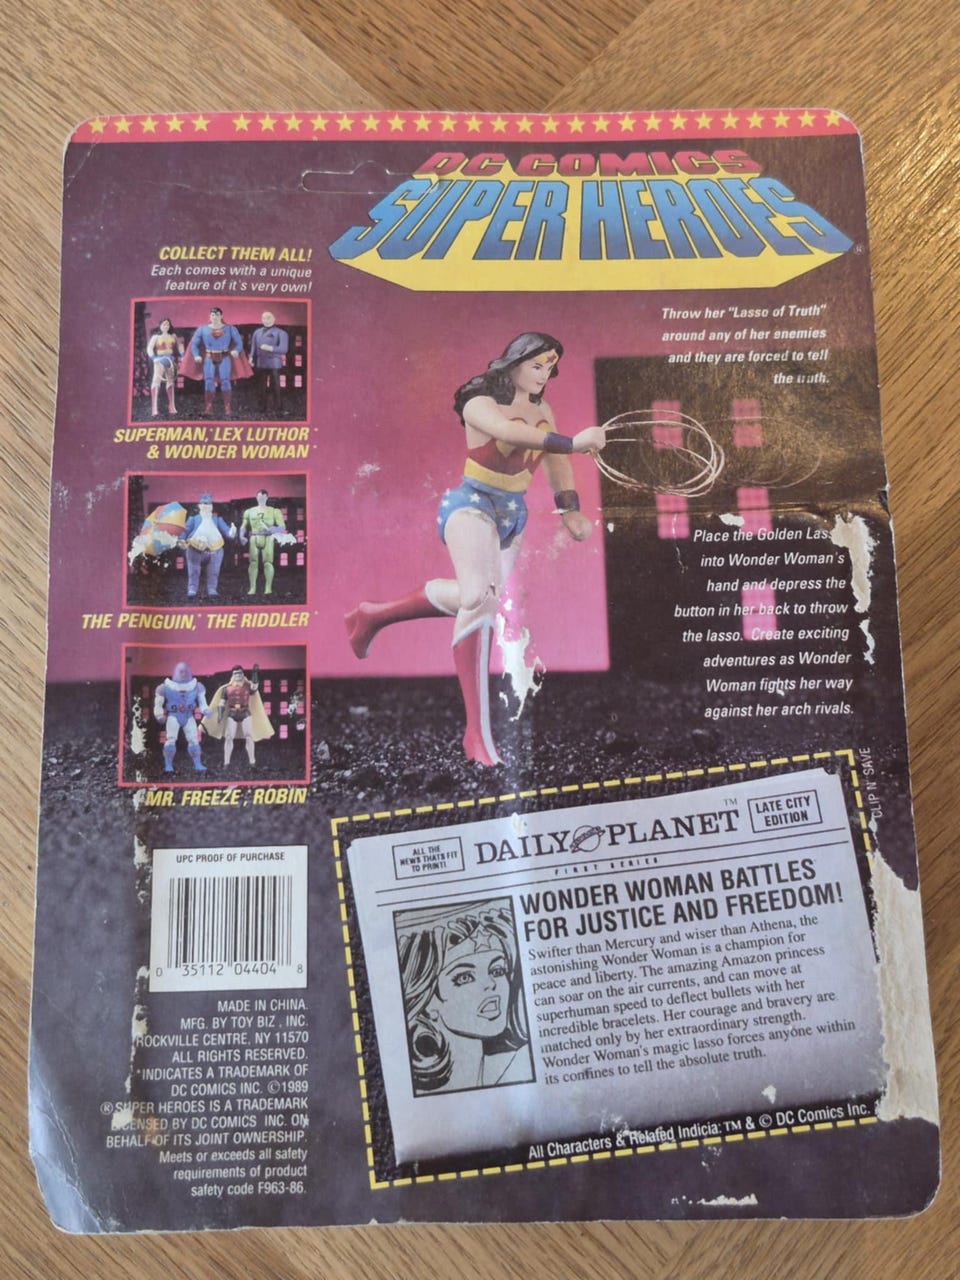 DC COMICS
SUPER HEROES®
COLLECT THEM ALL!
Each comes with a unique
feature of it's very own!
SUPERMAN,* LEX LUTHOR*
& WONDER WOMAN*
THE PENGUIN,* THE RIDDLER*
MR. FREEZE*, ROBIN*
Throw her "Lasso of Truth"
around any of her enemies
and they are forced to tell
the truth.
Place the Golden
into Wonder Woman's
hand and depress the
button in her back to throw
the lasso. Create exciting
adventures as Wonder
Woman fights her way
against her arch rivals.
CLIP N' SAVE
ALL THE
NEWS THATS FIT
TO PRINT!
DAILY PLANET™
LATE CITY
EDITION
FIRST SERIES
WONDER WOMAN BATTLES
FOR JUSTICE AND FREEDOM!
Swifter than Mercury and wiser than Athena, the
astonishing Wonder Woman is a champion for
peace and liberty. The amazing Amazon princess
can soar on the air currents, and can move at
superhuman speed to deflect bullets with her
incredible bracelets. Her courage and bravery are
matched only by her extraordinary strength.
Wonder Woman's magic lasso forces anyone within
its confines to tell the absolute truth.
All Characters & Related Indicia: TM & © DC Comics Inc.
UPC PROOF OF PURCHASE
0 35112 04404 8
MADE IN CHINA.
MFG. BY TOY BIZ, INC.
ROCKVILLE CENTRE, NY 11570
ALL RIGHTS RESERVED.
*INDICATES A TRADEMARK OF
DC COMICS INC. ©1989
®SUPER HEROES IS A TRADEMARK
LICENSED BY DC COMICS INC. ON
BEHALF OF ITS JOINT OWNERSHIP.
Meets or exceeds all safety
requirements of product
safety code F963-86.